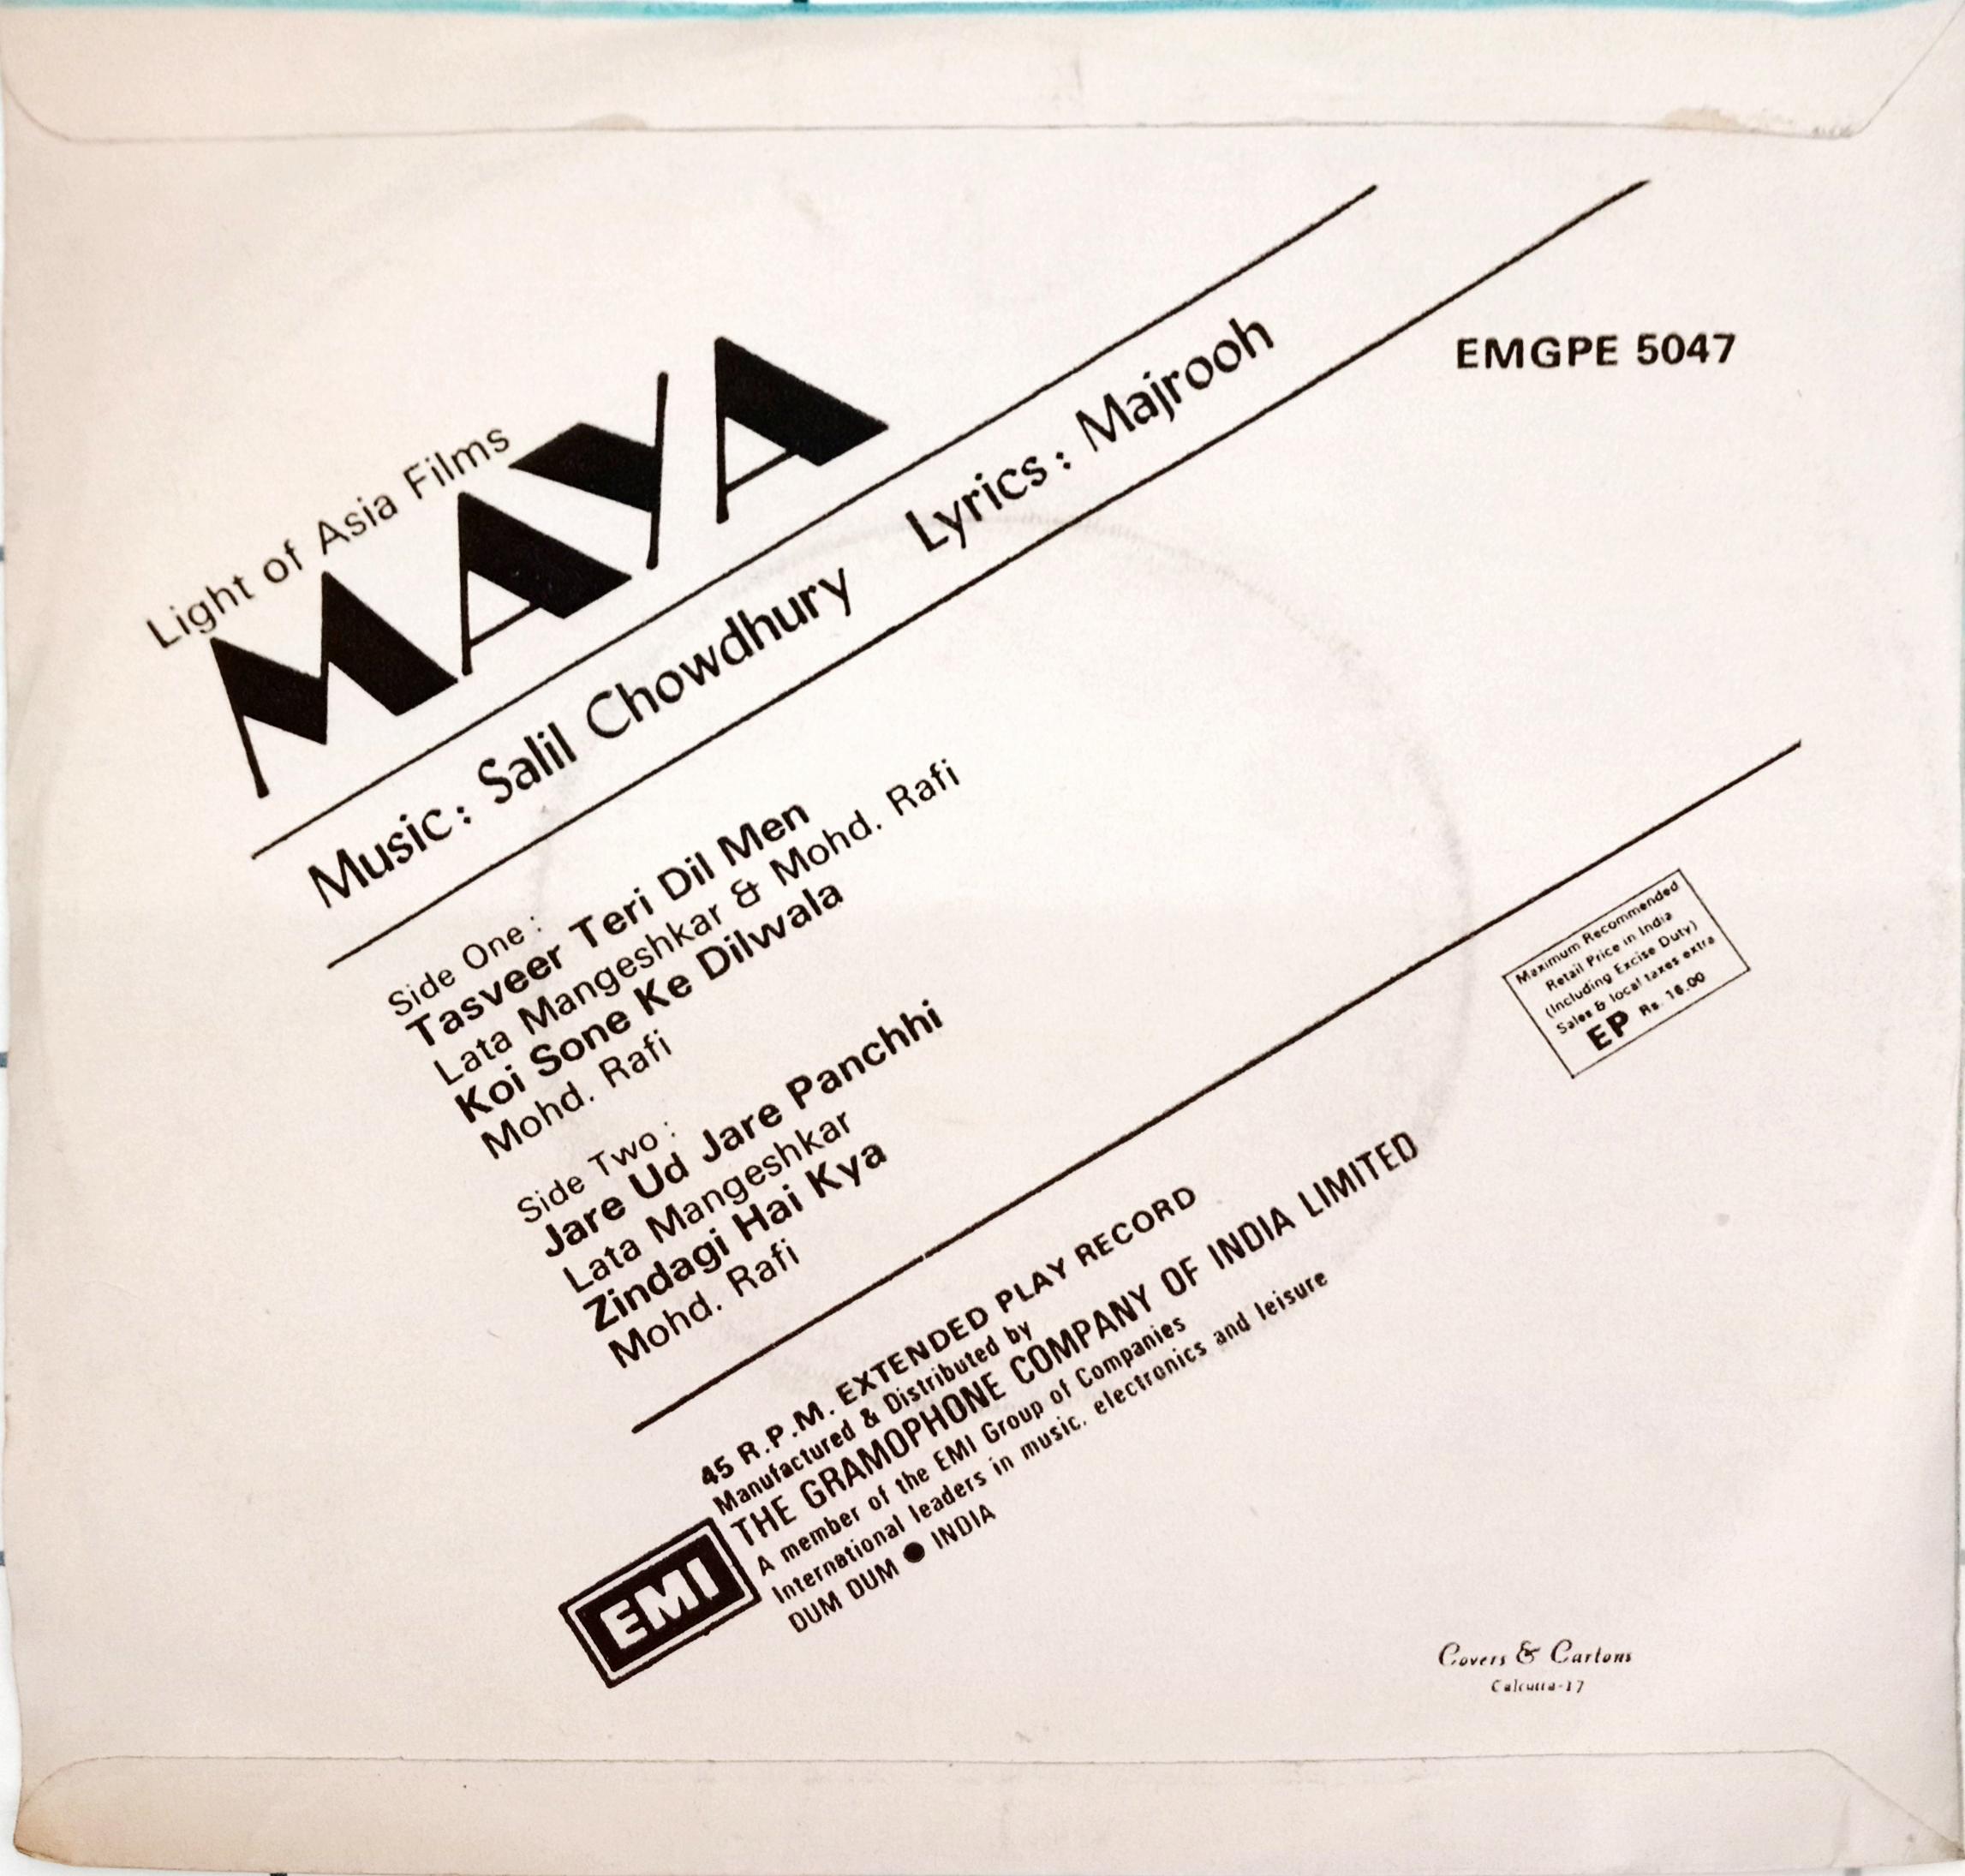 Light of Asia Films
MAYA
Music: Salil Chowdhury Lyrics: Majrooh
EMGPE 5047
Side One:
Tasveer Teri Dil Men
Lata Mangeshkar & Mohd. Rafi
Koi Sone Ke Dilwala
Mohd. Rafi
Side Two:
Jare Ud Jare Panchhi
Lata Mangeshkar
Zindagi Hai Kya
Mohd. Rafi
Maximum Recommended
Retail Price in India
(Including Excise Duty)
Sales & local taxes extra
EP Rs. 16.00
45 R.P.M. EXTENDED PLAY RECORD
Manufactured & Distributed by
THE GRAMOPHONE COMPANY OF INDIA LIMITED
A member of the EMI Group of Companies
International leaders in music, electronics and leisure
DUM DUM ● INDIA
EMI
Covers & Cartons
Calcutta-17